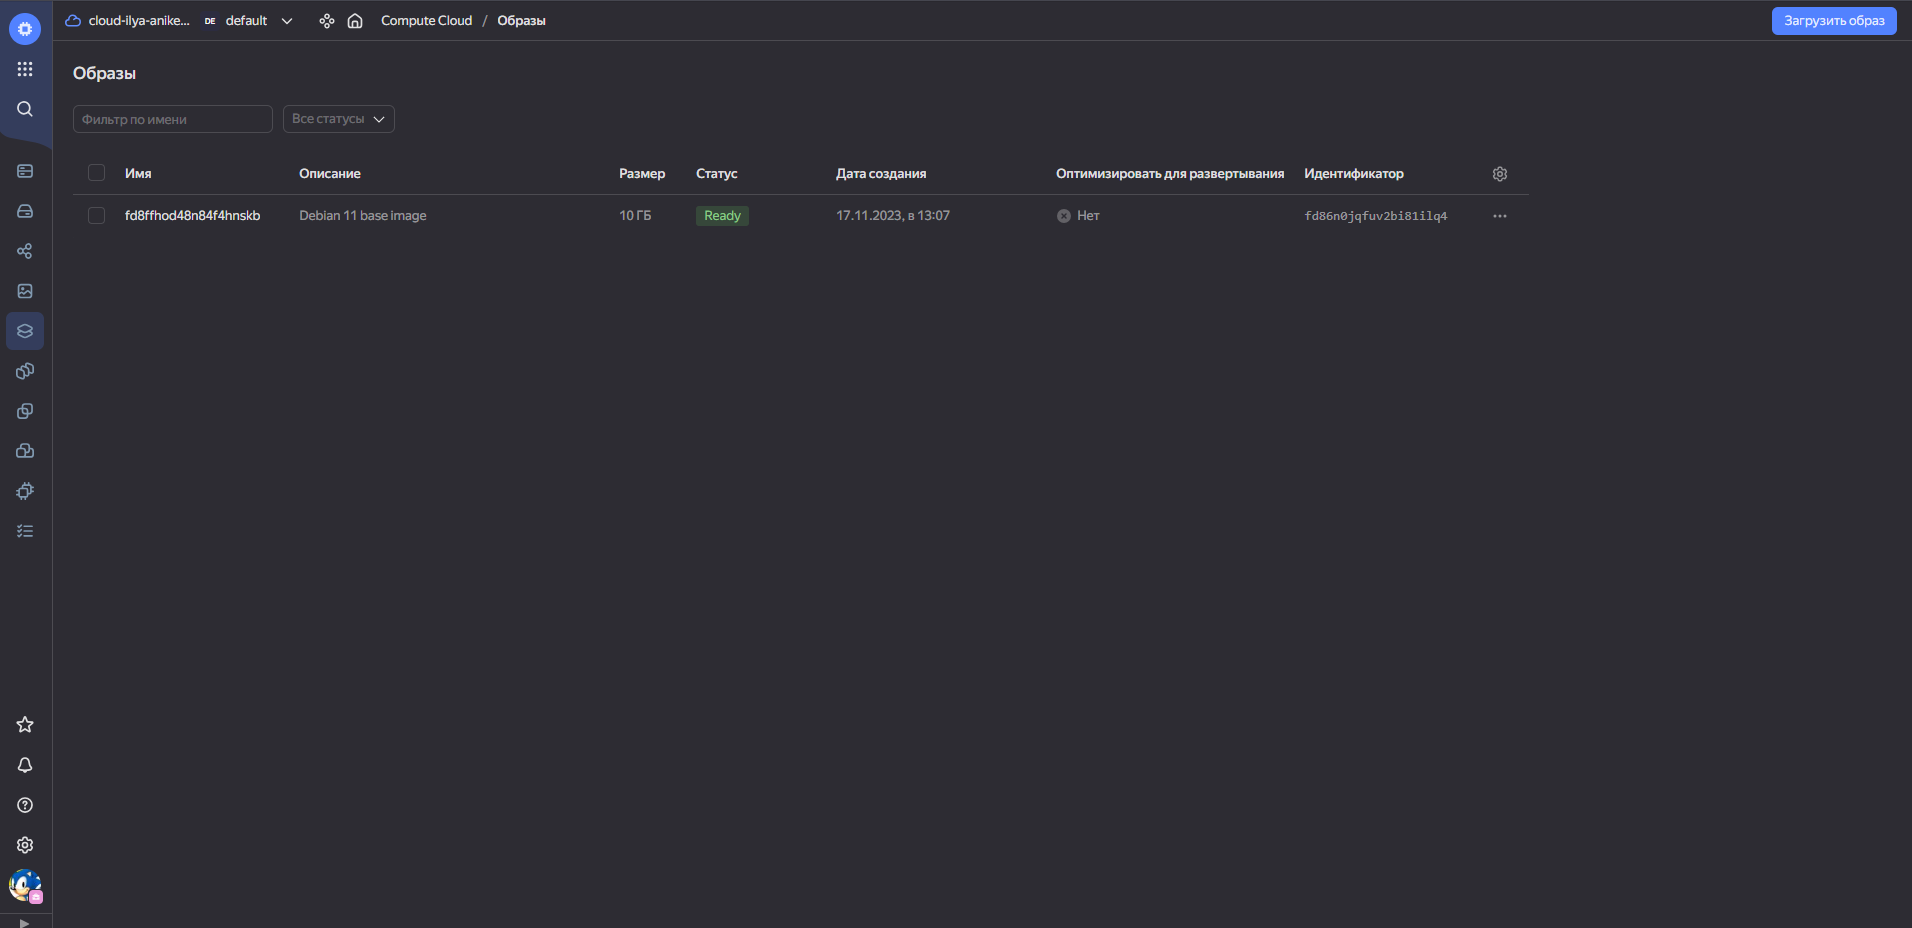 cloud-ilya-anike... DE default Compute Cloud / Образы Загрузить образ
Образы
Фильтр по имени Все статусы
Имя Описание Размер Статус Дата создания Оптимизировать для развертывания Идентификатор
fd8ffhod48n84f4hnskb Debian 11 base image 10 ГБ Ready 17.11.2023, в 13:07 Нет fd86n0jqfuv2bi81ilq4